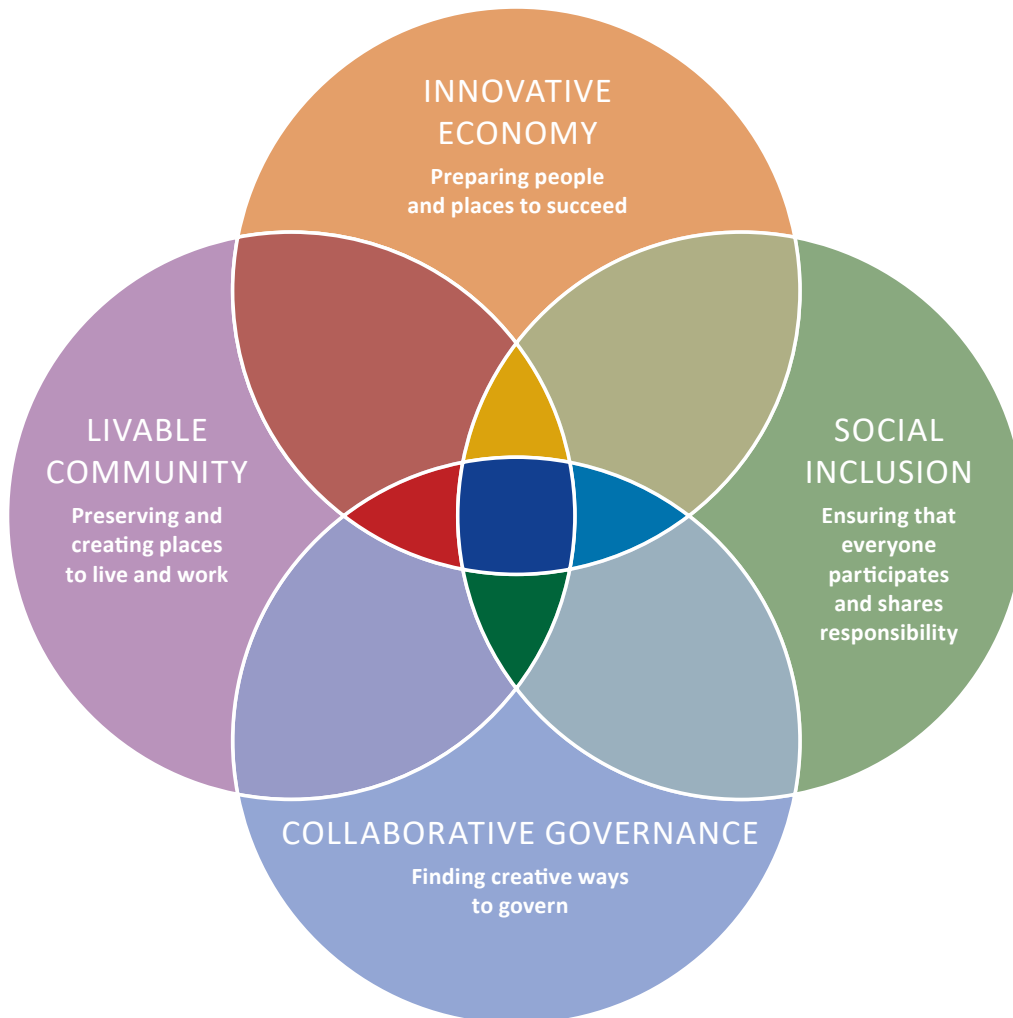 INNOVATIVE
ECONOMY
Preparing people
and places to succeed
LIVABLE
COMMUNITY
Preserving and
creating places
to live and work
SOCIAL
INCLUSION
Ensuring that
everyone
participates
and shares
responsibility
COLLABORATIVE GOVERNANCE
Finding creative ways
to govern